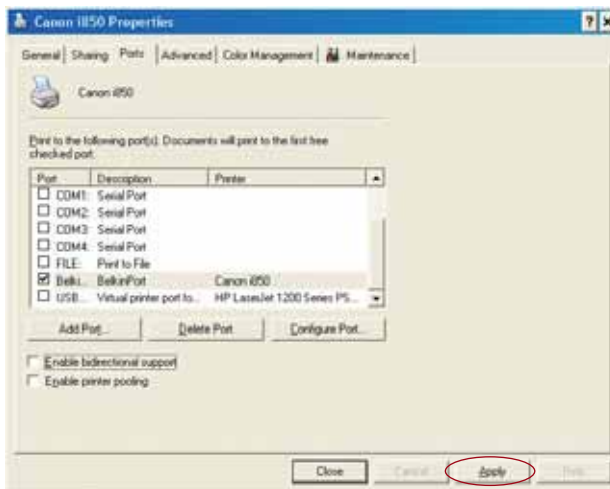 Canon i850 Properties
General Sharing Ports Advanced Color Management Maintenance
Canon i850
Print to the following port(s). Documents will print to the first free
checked port.
Port Description Printer
COM1: Serial Port
COM2: Serial Port
COM3: Serial Port
COM4: Serial Port
FILE: Print to File
Belki... BelkinPort Canon i850
USB... Virtual printer port fo... HP LaserJet 1200 Series PS...
Add Port... Delete Port Configure Port...
Enable bidirectional support
Enable printer pooling
Close Cancel Apply Help